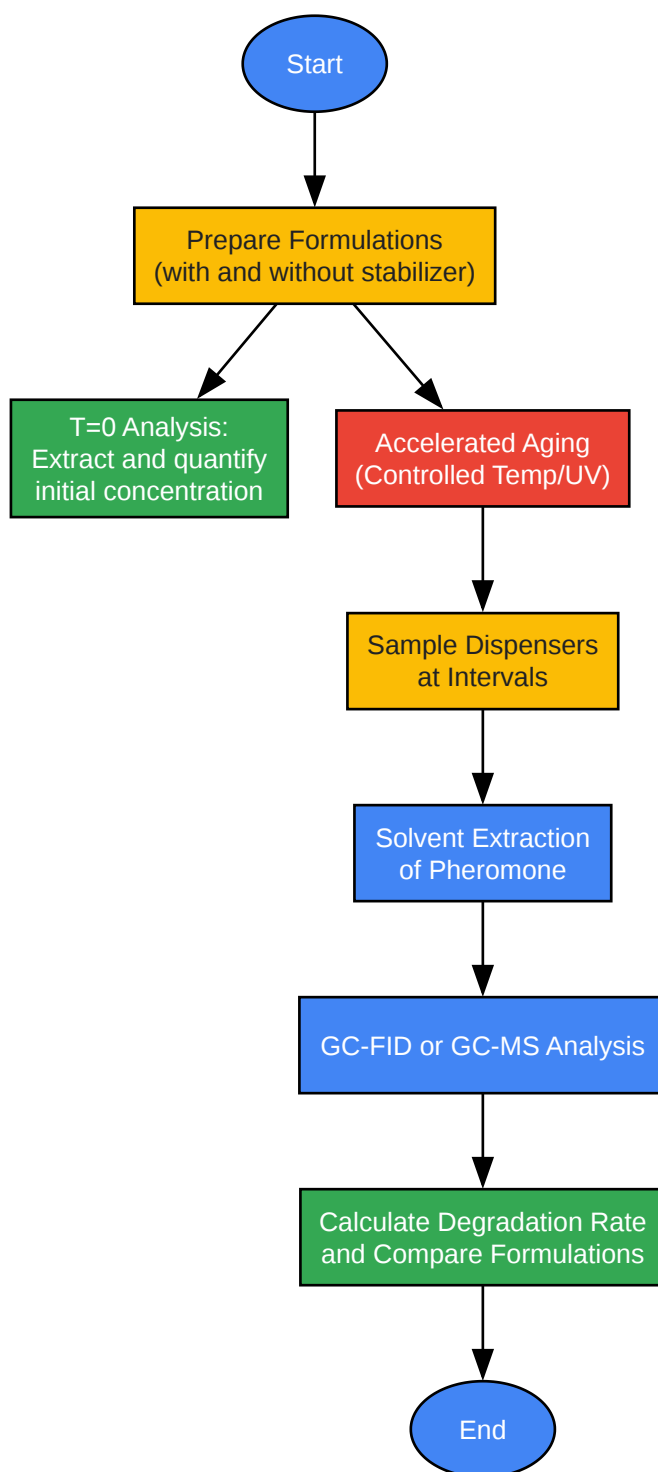 Start
Prepare Formulations
(with and without stabilizer)
T=0 Analysis:
Extract and quantify
initial concentration
Accelerated Aging
(Controlled Temp/UV)
Sample Dispensers
at Intervals
Solvent Extraction
of Pheromone
GC-FID or GC-MS Analysis
Calculate Degradation Rate
and Compare Formulations
End